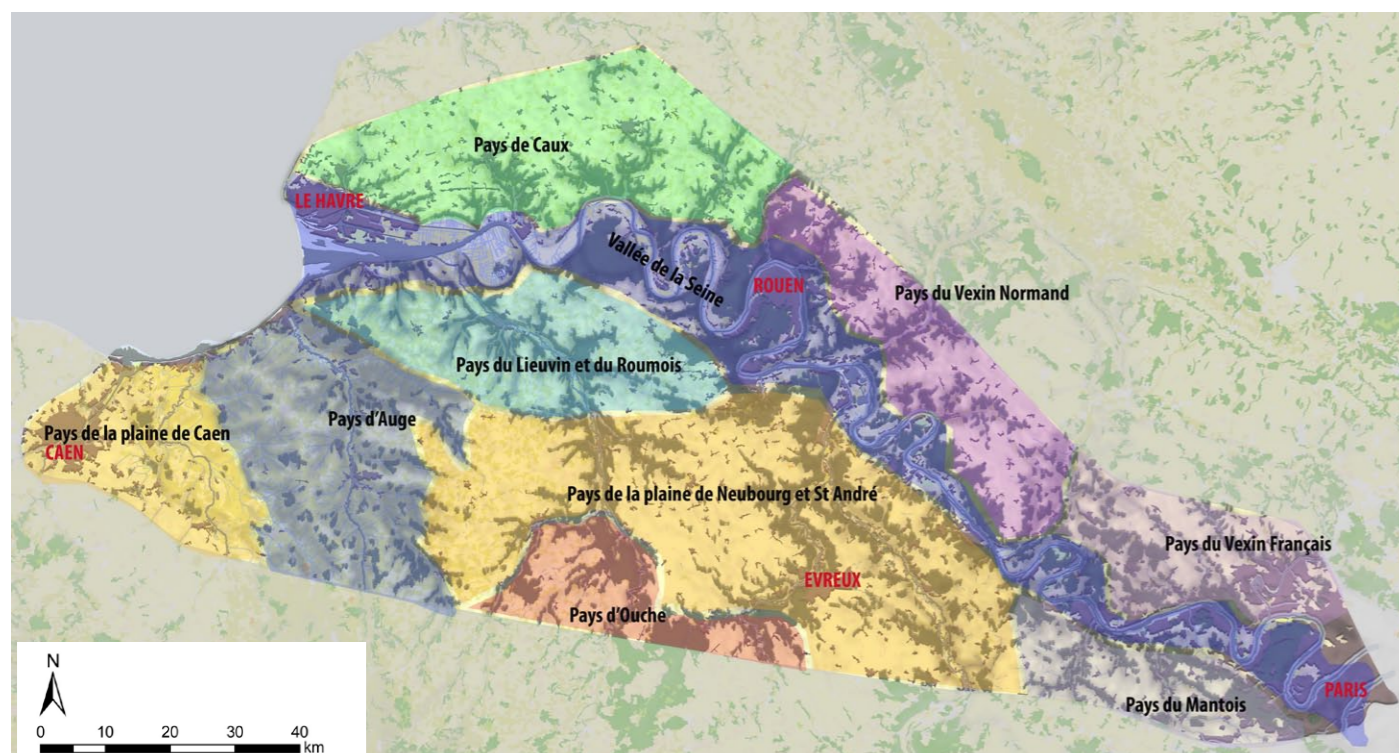 Pays de Caux
LE HAVRE
Vallée de la Seine
ROUEN
Pays du Vexin Normand
Pays du Lieuvin et du Roumois
Pays d'Auge
Pays de la plaine de Caen
CAEN
Pays de la plaine de Neubourg et St André
Pays du Vexin Français
EVREUX
Pays d'Ouche
PARIS
Pays du Mantois
N
0 10 20 30 40
km